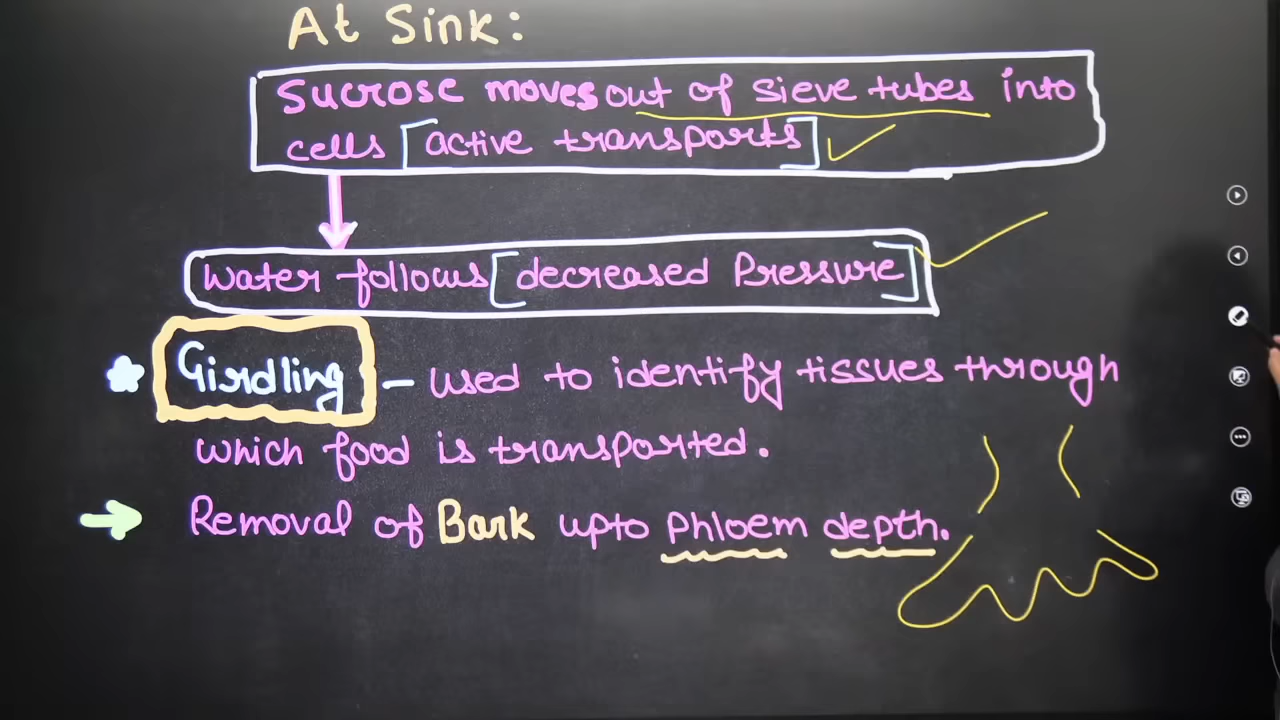 At Sink:
Sucrose moves out of sieve tubes into
cells [active transports]
Water follows [decreased Pressure]
Girdling - used to identify tissues through
which food is transported.
Removal of Bark upto Phloem depth.